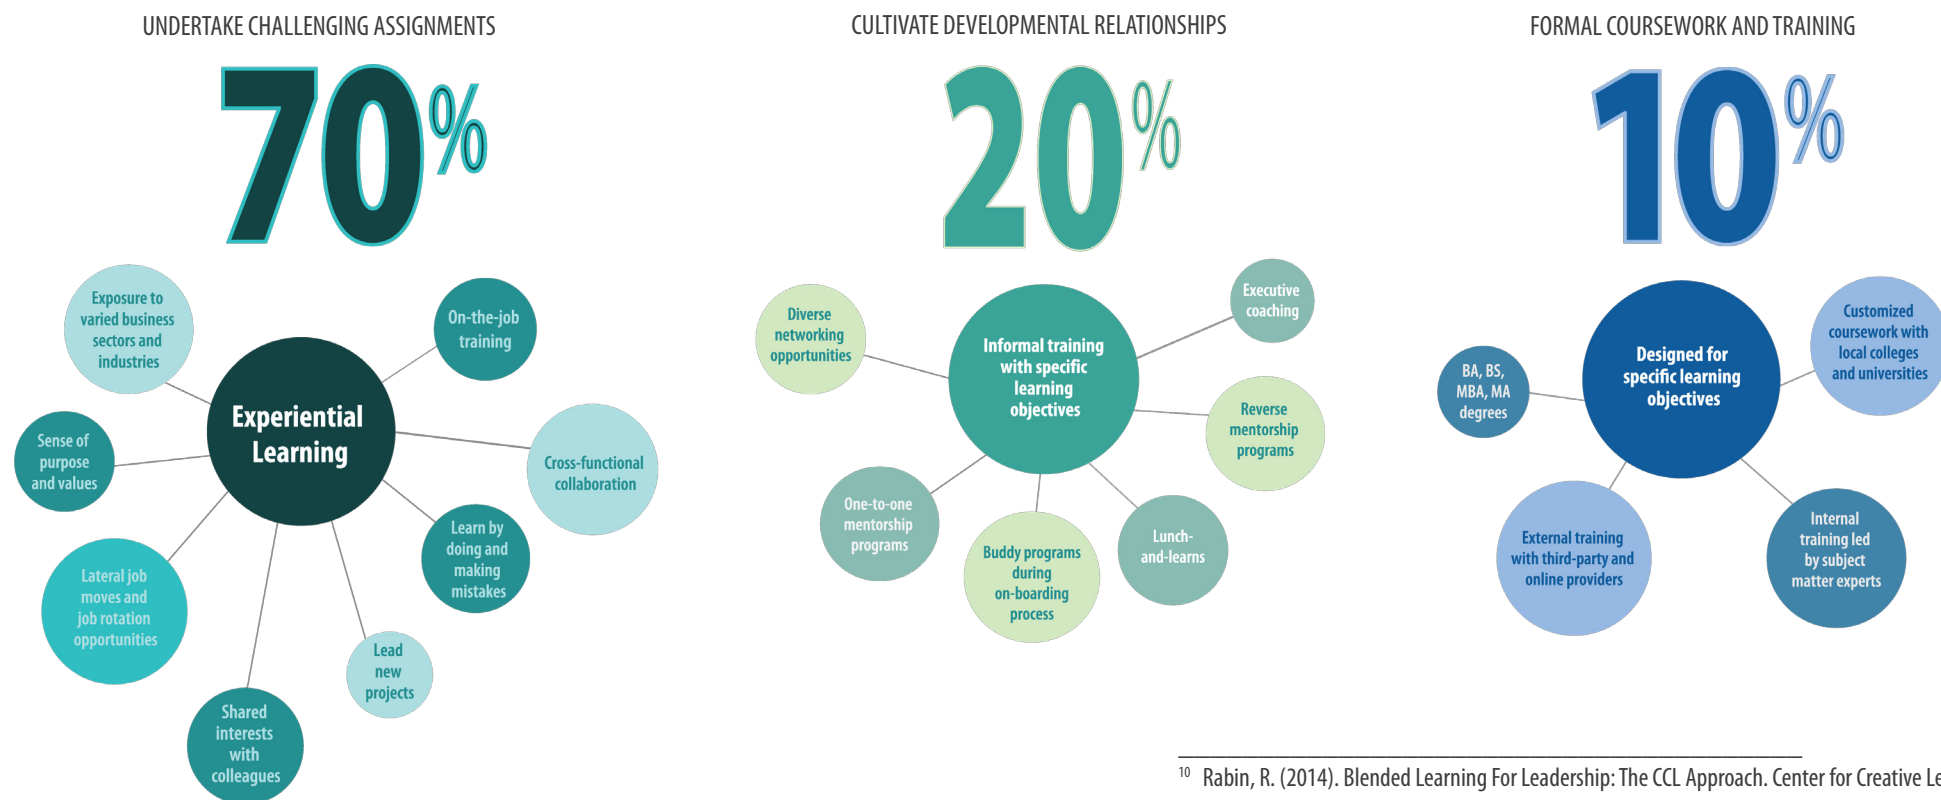 UNDERTAKE CHALLENGING ASSIGNMENTS
70%
Exposure to
varied business
sectors and
industries
On-the-job
training
Experiential
Learning
Sense of
purpose
and values
Cross-functional
collaboration
Learn by
doing and
making
mistakes
Lateral job
moves and
job rotation
opportunities
Lead
new
projects
Shared
interests
with
colleagues
CULTIVATE DEVELOPMENTAL RELATIONSHIPS
20%
Executive
coaching
Diverse
networking
opportunities
Informal training
with specific
learning
objectives
Reverse
mentorship
programs
One-to-one
mentorship
programs
Buddy programs
during
on-boarding
process
Lunch-
and-learns
FORMAL COURSEWORK AND TRAINING
10%
Customized
coursework with
local colleges
and universities
Designed for
specific learning
objectives
BA, BS,
MBA, MA
degrees
External training
with third-party and
online providers
Internal
training led
by subject
matter experts
10 Rabin, R. (2014). Blended Learning For Leadership: The CCL Approach. Center for Creative